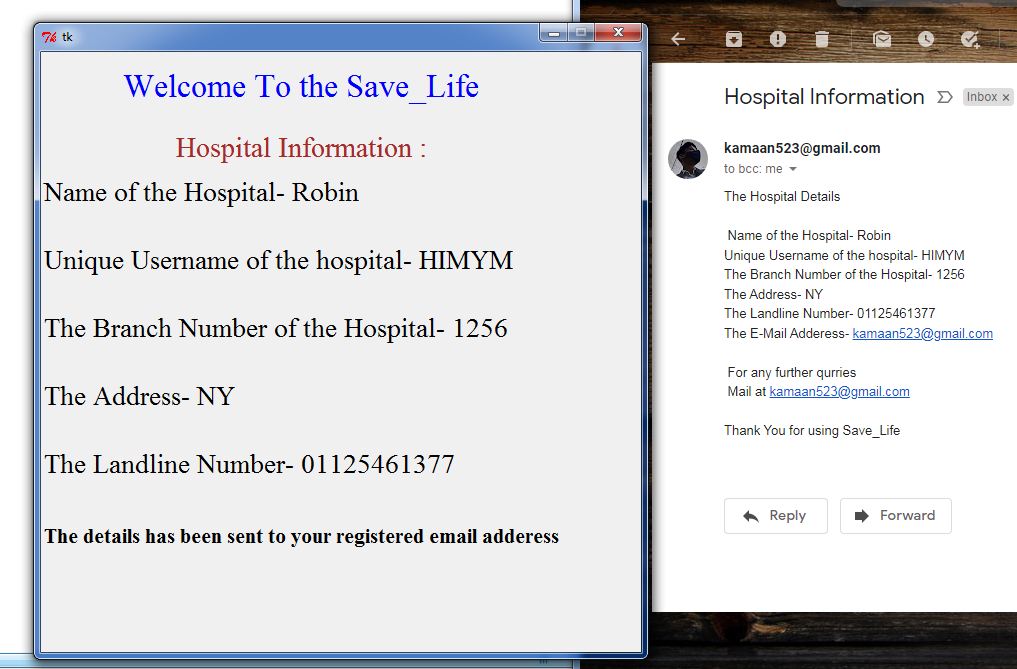 tk
Welcome To the Save_Life
Hospital Information :
Name of the Hospital- Robin
Unique Username of the hospital- HIMYM
The Branch Number of the Hospital- 1256
The Address- NY
The Landline Number- 01125461377
The details has been sent to your registered email adderess
Hospital Information
Inbox x
kamaan523@gmail.com
to bcc: me
The Hospital Details
Name of the Hospital- Robin
Unique Username of the hospital- HIMYM
The Branch Number of the Hospital- 1256
The Address- NY
The Landline Number- 01125461377
The E-Mail Adderess- kamaan523@gmail.com
For any further qurries
Mail at kamaan523@gmail.com
Thank You for using Save_Life
Reply
Forward